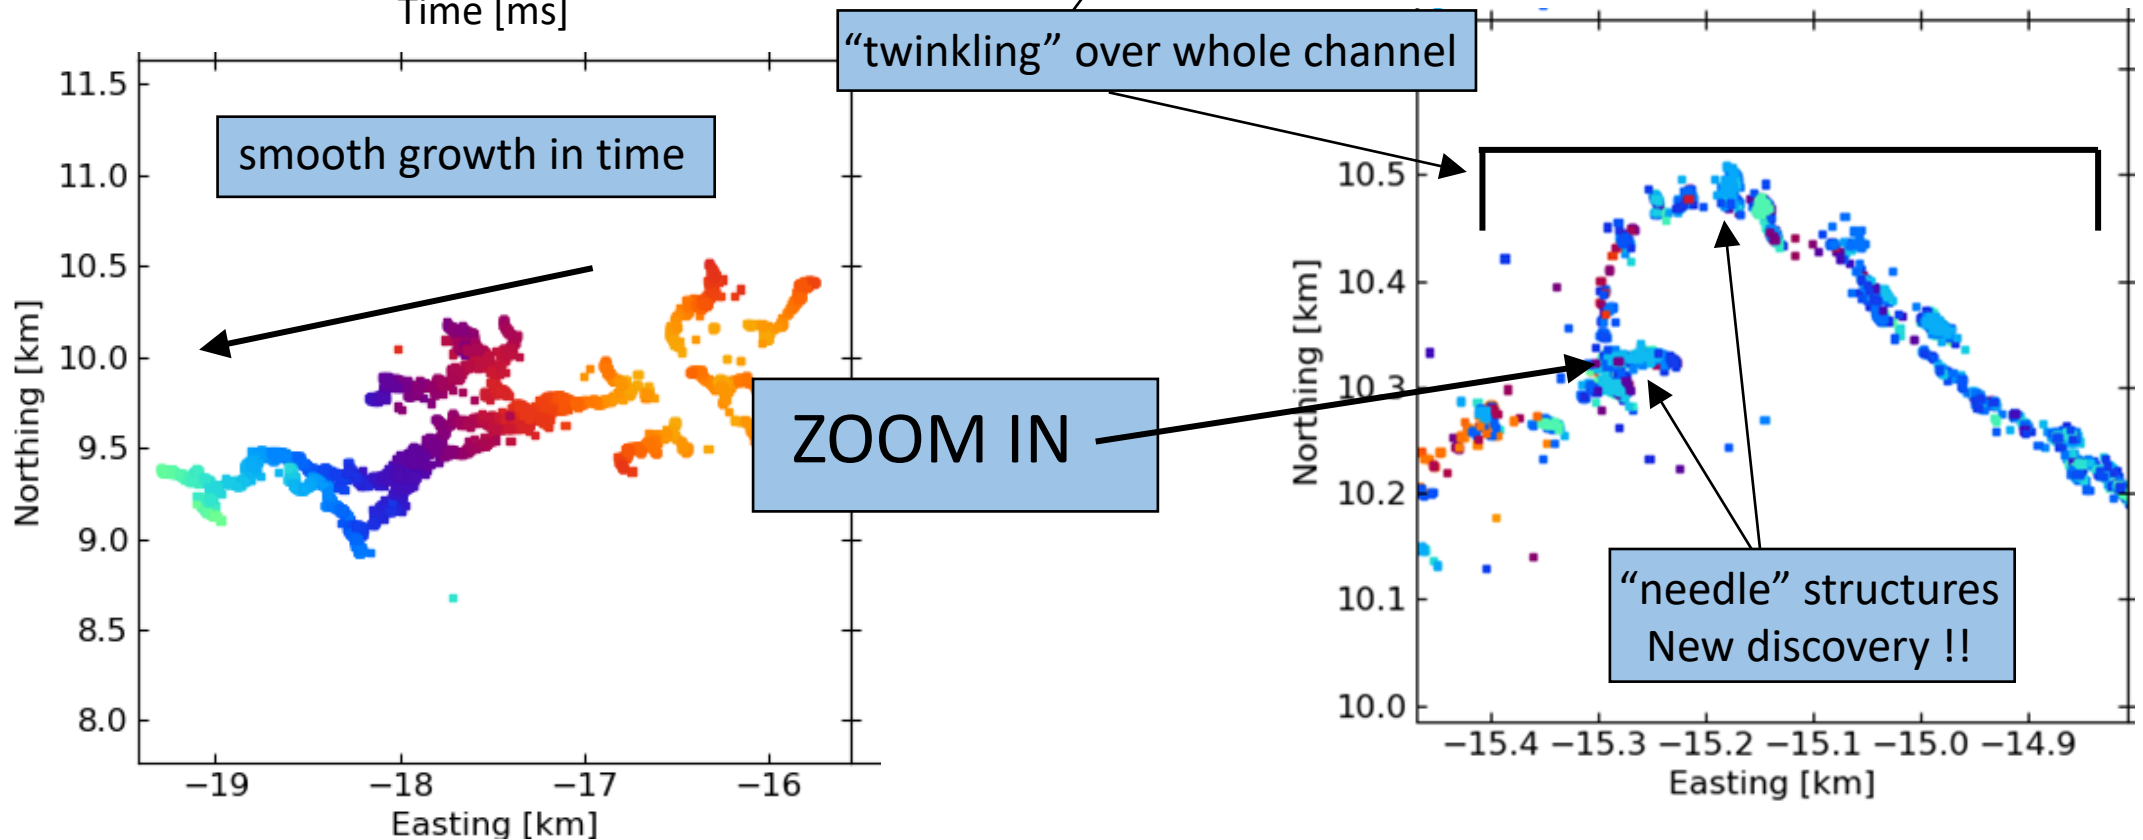 Time [ms]
“twinkling” over whole channel
11.5
smooth growth in time
11.0
10.5
10.0
9.5
9.0
8.5
8.0
Northing [km]
−19 −18 −17 −16
Easting [km]
ZOOM IN
10.5
10.4
10.3
10.2
10.1
10.0
Northing [km]
“needle” structures
New discovery !!
−15.4 −15.3 −15.2 −15.1 −15.0 −14.9
Easting [km]